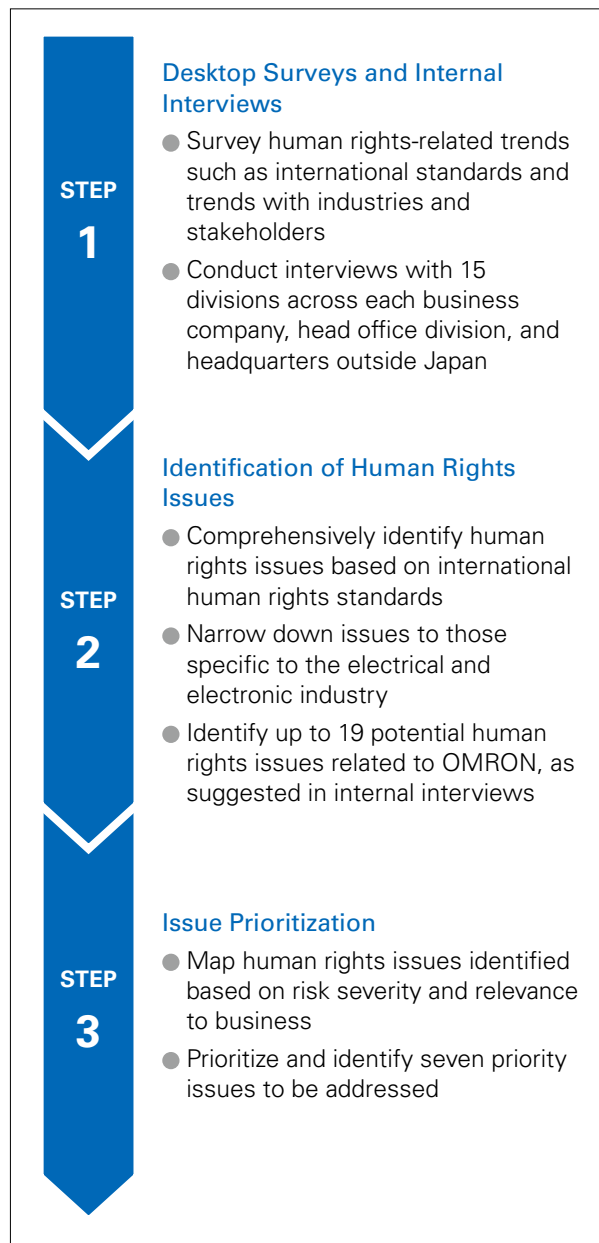 STEP
1
Desktop Surveys and Internal
Interviews
● Survey human rights-related trends
such as international standards and
trends with industries and
stakeholders
● Conduct interviews with 15
divisions across each business
company, head office division, and
headquarters outside Japan
STEP
2
Identification of Human Rights
Issues
● Comprehensively identify human
rights issues based on international
human rights standards
● Narrow down issues to those
specific to the electrical and
electronic industry
● Identify up to 19 potential human
rights issues related to OMRON, as
suggested in internal interviews
STEP
3
Issue Prioritization
● Map human rights issues identified
based on risk severity and relevance
to business
● Prioritize and identify seven priority
issues to be addressed